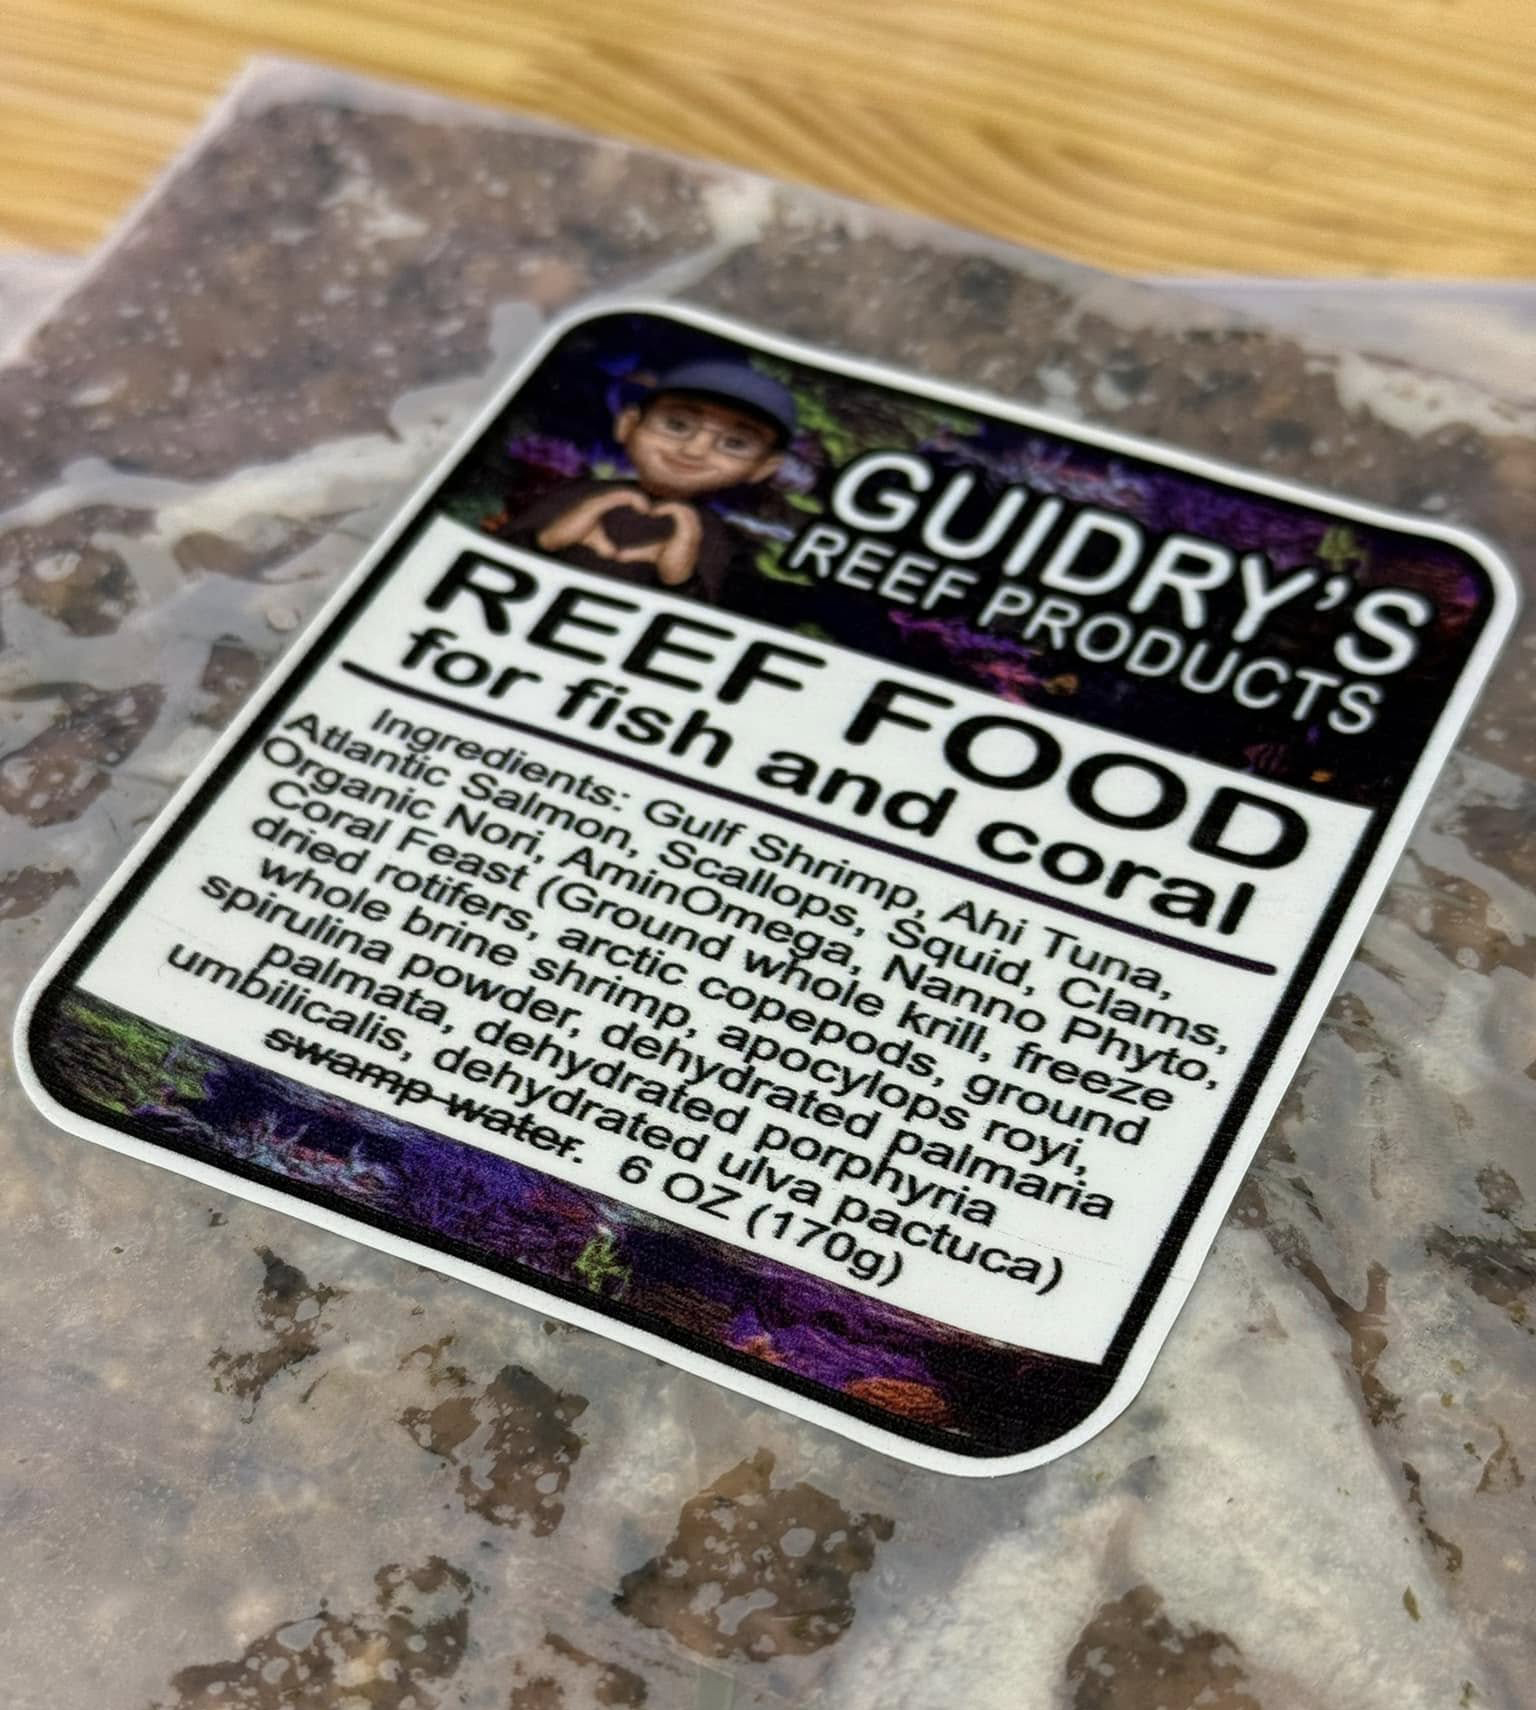 GUIDRY'S
REEF PRODUCTS
REEF FOOD
for fish and coral
Ingredients: Gulf Shrimp, Ahi Tuna,
Atlantic Salmon, Scallops, Squid, Clams,
Organic Nori, AminOmega, Nanno Phyto,
Coral Feast (Ground whole krill, freeze
dried rotifers, arctic copepods, ground
whole brine shrimp, apocylops royi,
spirulina powder, dehydrated palmaria
palmata, dehydrated porphyria
umbilicalis, dehydrated ulva pactuca)
swamp water. 6 OZ (170g)